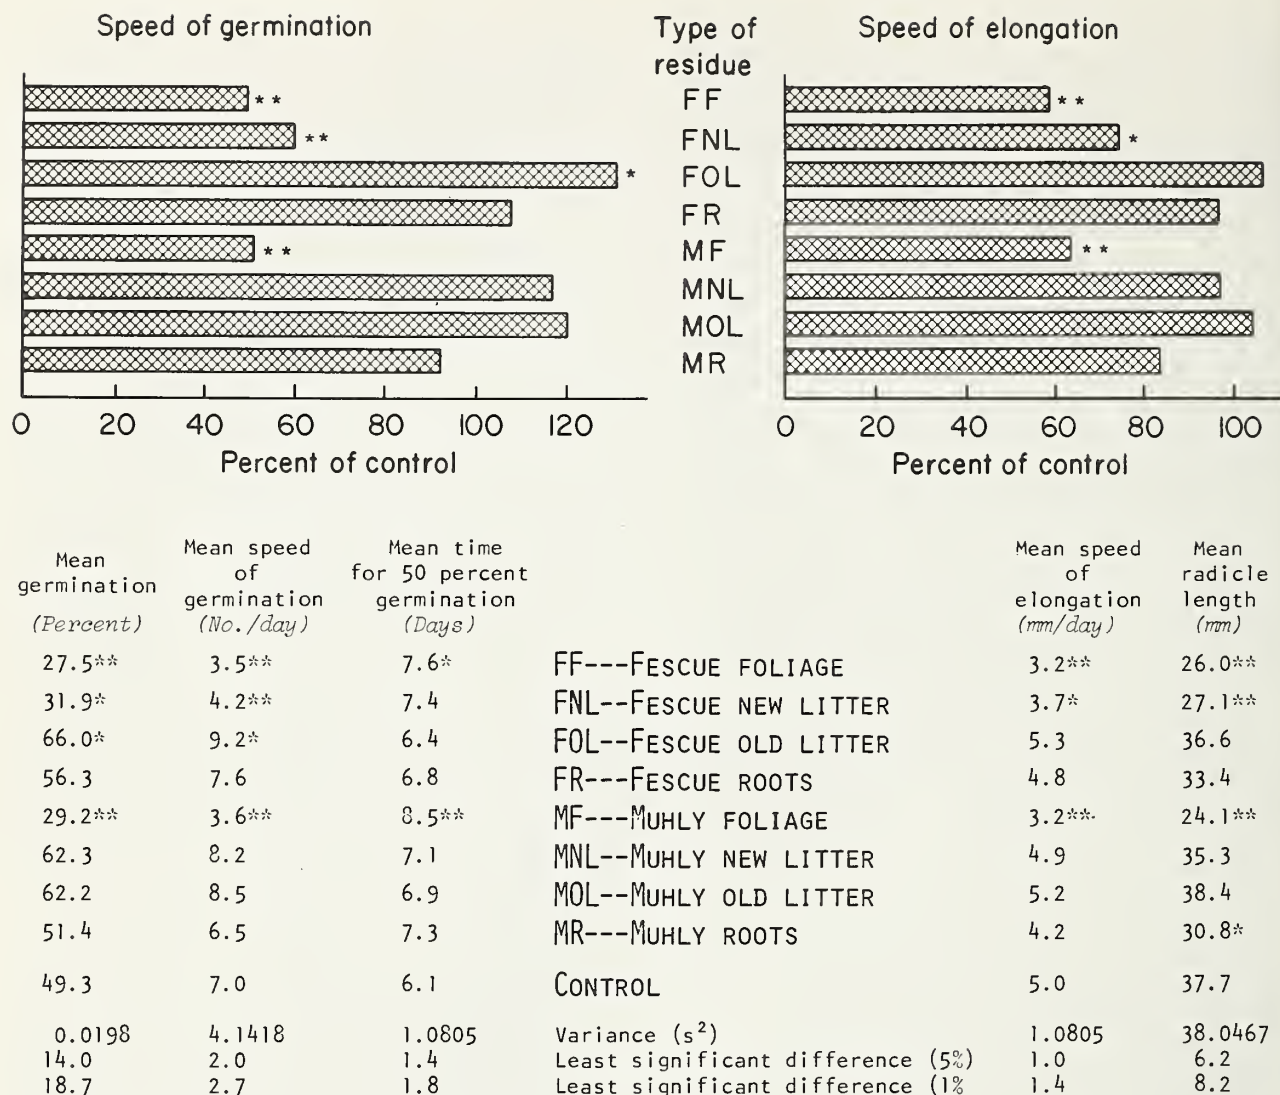 Speed of germination
Type of residue
Speed of elongation
**
FF
**
**
FNL
*
*
FOL
FR
**
MF
**
MNL
MOL
MR
0 20 40 60 80 100 120
0 20 40 60 80 100
Percent of control
Percent of control
Mean germination (Percent)
Mean speed of germination (No./day)
Mean time for 50 percent germination (Days)
Mean speed of elongation (mm/day)
Mean radicle length (mm)
27.5** 3.5** 7.6* FF---FESCUE FOLIAGE 3.2** 26.0**
31.9* 4.2** 7.4 FNL--FESCUE NEW LITTER 3.7* 27.1**
66.0* 9.2* 6.4 FOL--FESCUE OLD LITTER 5.3 36.6
56.3 7.6 6.8 FR---FESCUE ROOTS 4.8 33.4
29.2** 3.6** 8.5** MF---MUHLY FOLIAGE 3.2** 24.1**
62.3 8.2 7.1 MNL--MUHLY NEW LITTER 4.9 35.3
62.2 8.5 6.9 MOL--MUHLY OLD LITTER 5.2 38.4
51.4 6.5 7.3 MR---MUHLY ROOTS 4.2 30.8*
49.3 7.0 6.1 CONTROL 5.0 37.7
0.0198 4.1418 1.0805 Variance (s²) 1.0805 38.0467
14.0 2.0 1.4 Least significant difference (5%) 1.0 6.2
18.7 2.7 1.8 Least significant difference (1% 1.4 8.2